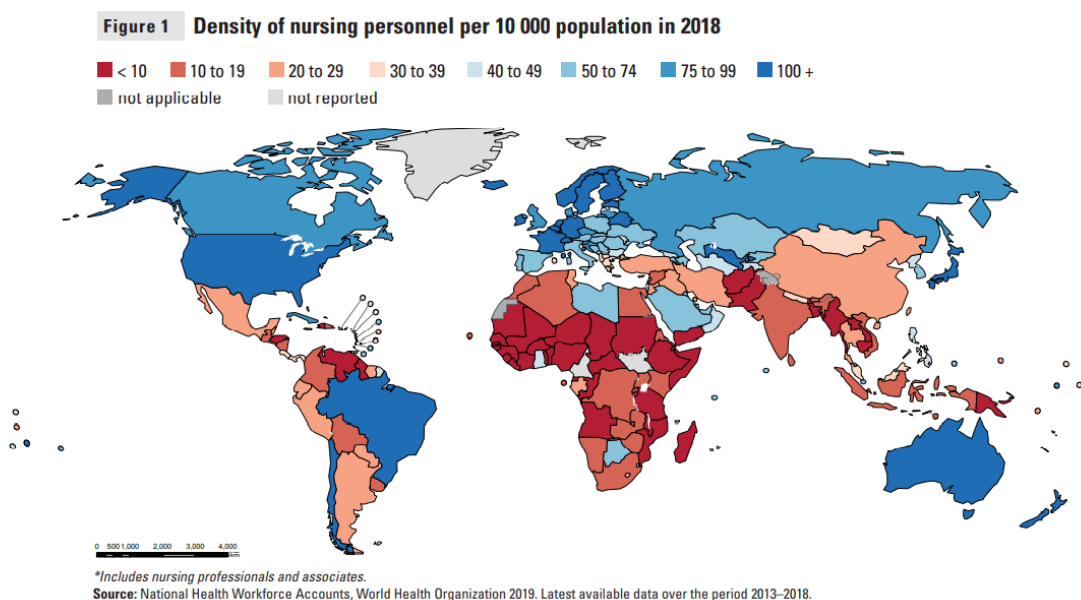 Figure 1 Density of nursing personnel per 10 000 population in 2018
< 10 10 to 19 20 to 29 30 to 39 40 to 49 50 to 74 75 to 99 100 +
not applicable not reported
0 500 1,000 2,000 3,000 4,000
*Includes nursing professionals and associates.
Source: National Health Workforce Accounts, World Health Organization 2019. Latest available data over the period 2013–2018.